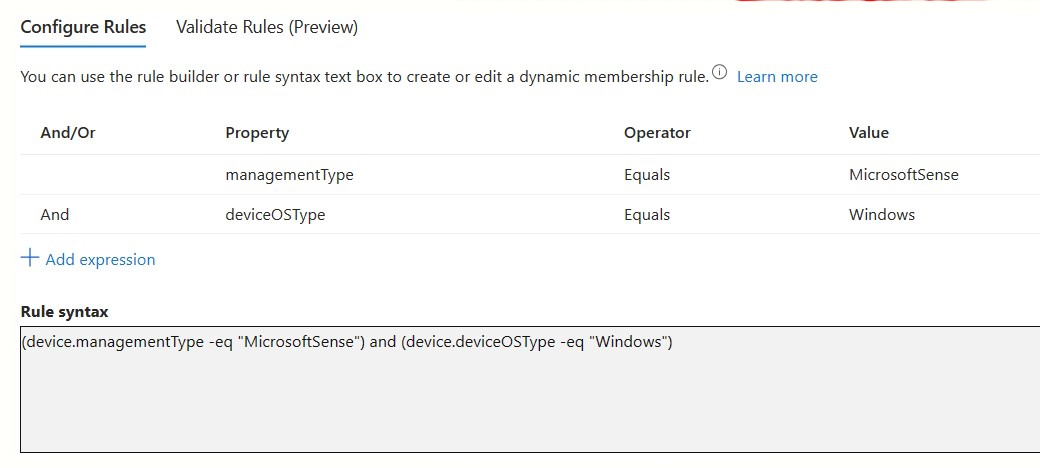 Configure Rules Validate Rules (Preview)
You can use the rule builder or rule syntax text box to create or edit a dynamic membership rule. Learn more
And/Or Property Operator Value
managementType Equals MicrosoftSense
And deviceOSType Equals Windows
+ Add expression
Rule syntax
(device.managementType -eq "MicrosoftSense") and (device.deviceOSType -eq "Windows")